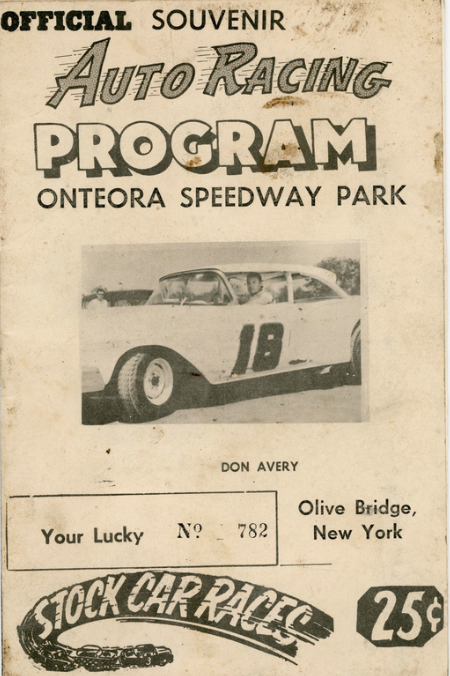 OFFICIAL SOUVENIR
AUTO RACING
PROGRAM
ONTEORA SPEEDWAY PARK
18
DON AVERY
Your Lucky Nº 782
Olive Bridge,
New York
STOCK CAR RACES
25¢